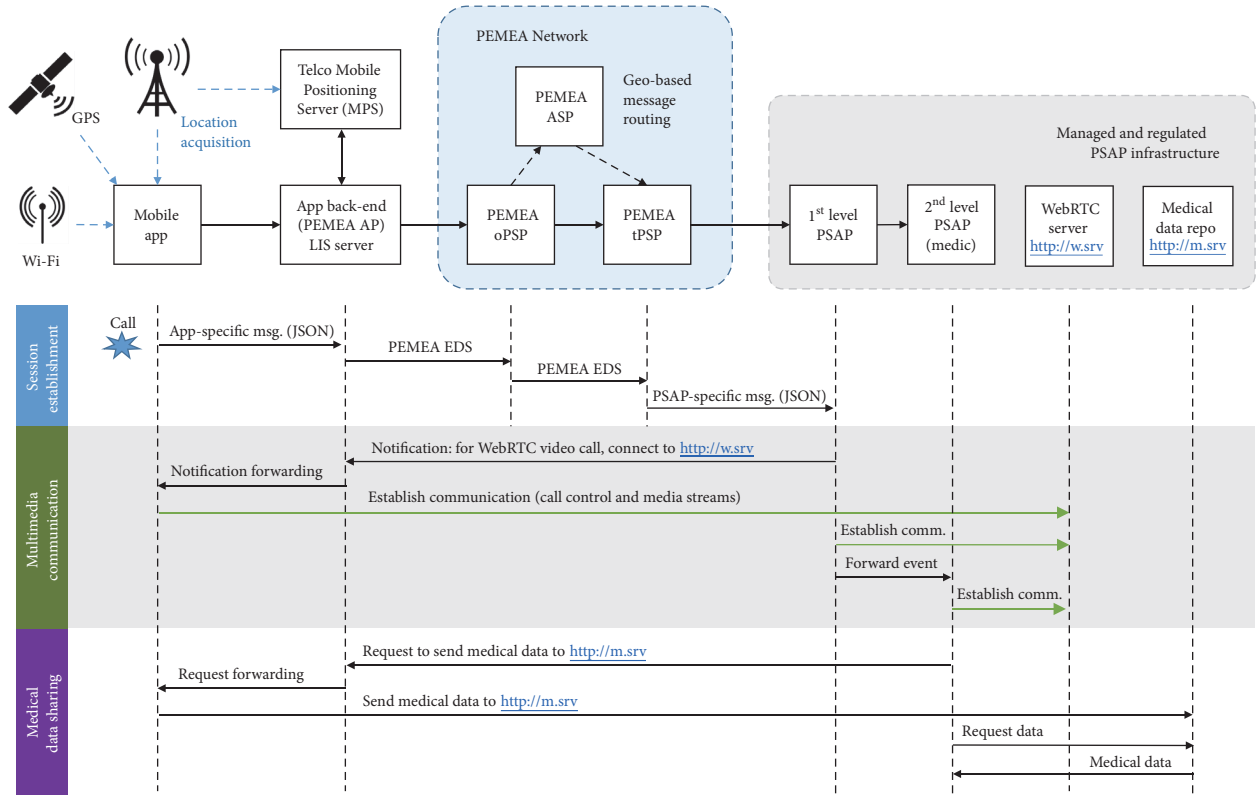 PEMEA Network
Telco Mobile
Positioning
Server (MPS)
PEMEA
ASP
Geo-based
message
routing
GPS
Location
acquisition
Managed and regulated
PSAP infrastructure
Wi-Fi
Mobile
app
App back-end
(PEMEA AP)
LIS server
PEMEA
oPSP
PEMEA
tPSP
1st level
PSAP
2nd level
PSAP
(medic)
WebRTC
server
http://w.srv
Medical
data repo
http://m.srv
Session
establishment
Call
App-specific msg. (JSON)
PEMEA EDS
PEMEA EDS
PSAP-specific msg. (JSON)
Multimedia
communication
Notification: for WebRTC video call, connect to http://w.srv
Notification forwarding
Establish communication (call control and media streams)
Establish comm.
Forward event
Establish comm.
Medical
data sharing
Request to send medical data to http://m.srv
Request forwarding
Send medical data to http://m.srv
Request data
Medical data